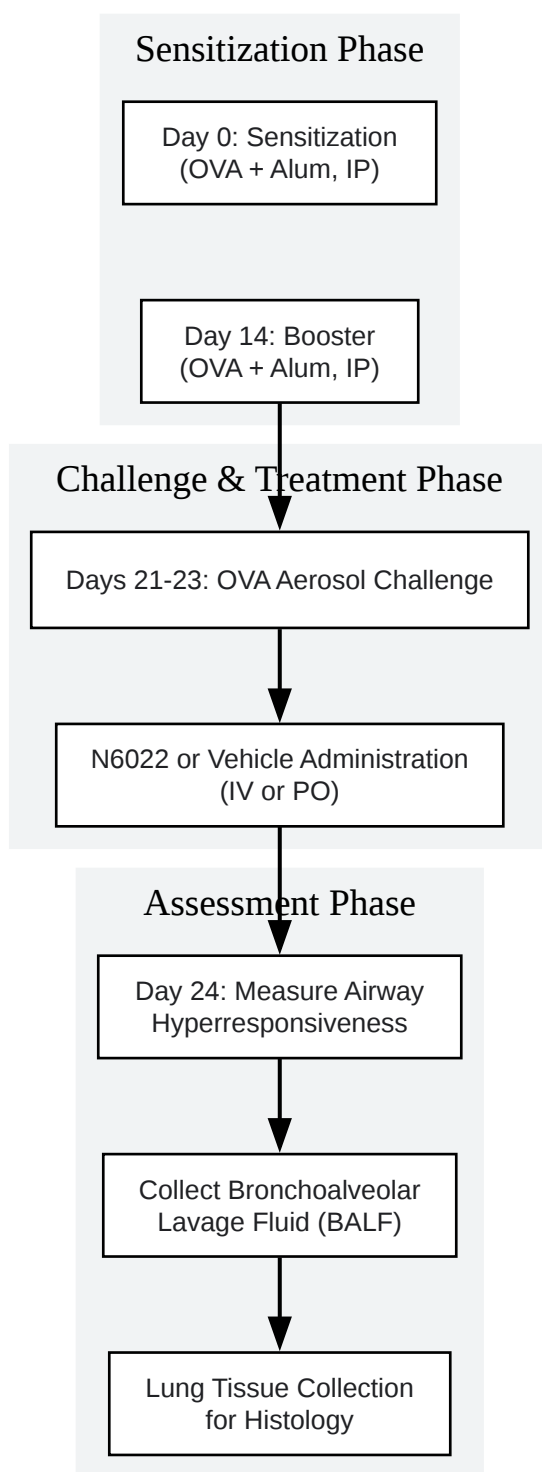 Sensitization Phase
Day 0: Sensitization
(OVA + Alum, IP)
Day 14: Booster
(OVA + Alum, IP)
Challenge & Treatment Phase
Days 21-23: OVA Aerosol Challenge
N6022 or Vehicle Administration
(IV or PO)
Assessment Phase
Day 24: Measure Airway
Hyperresponsiveness
Collect Bronchoalveolar
Lavage Fluid (BALF)
Lung Tissue Collection
for Histology